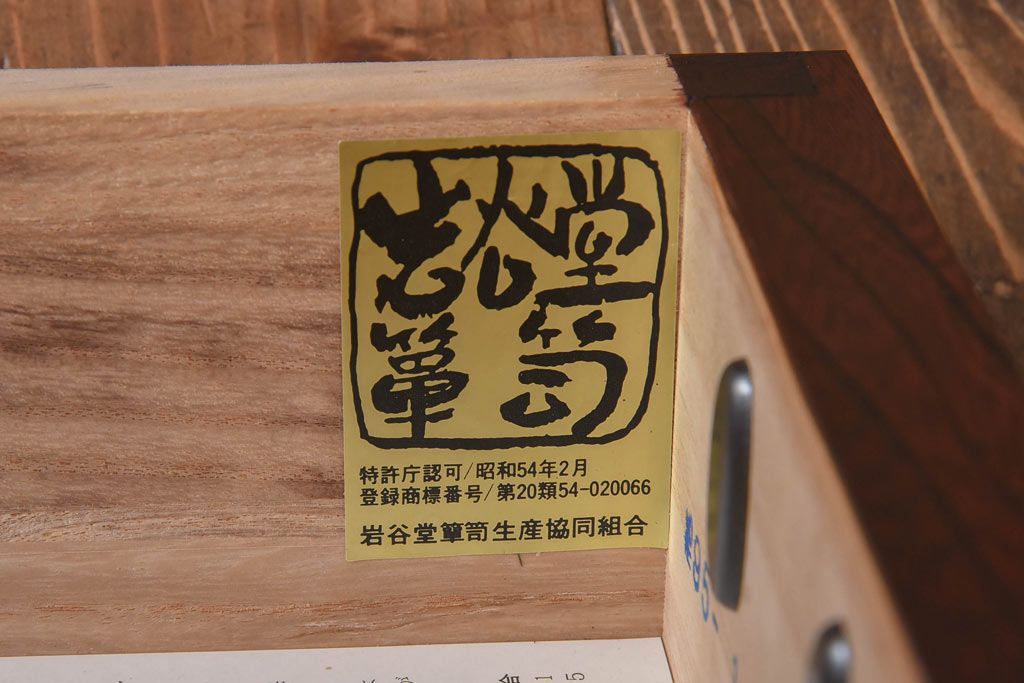 岩谷堂
簞笥
特許庁認可/昭和54年2月
登録商標番号/第20類54-020066
岩谷堂簞笥生産協同組合